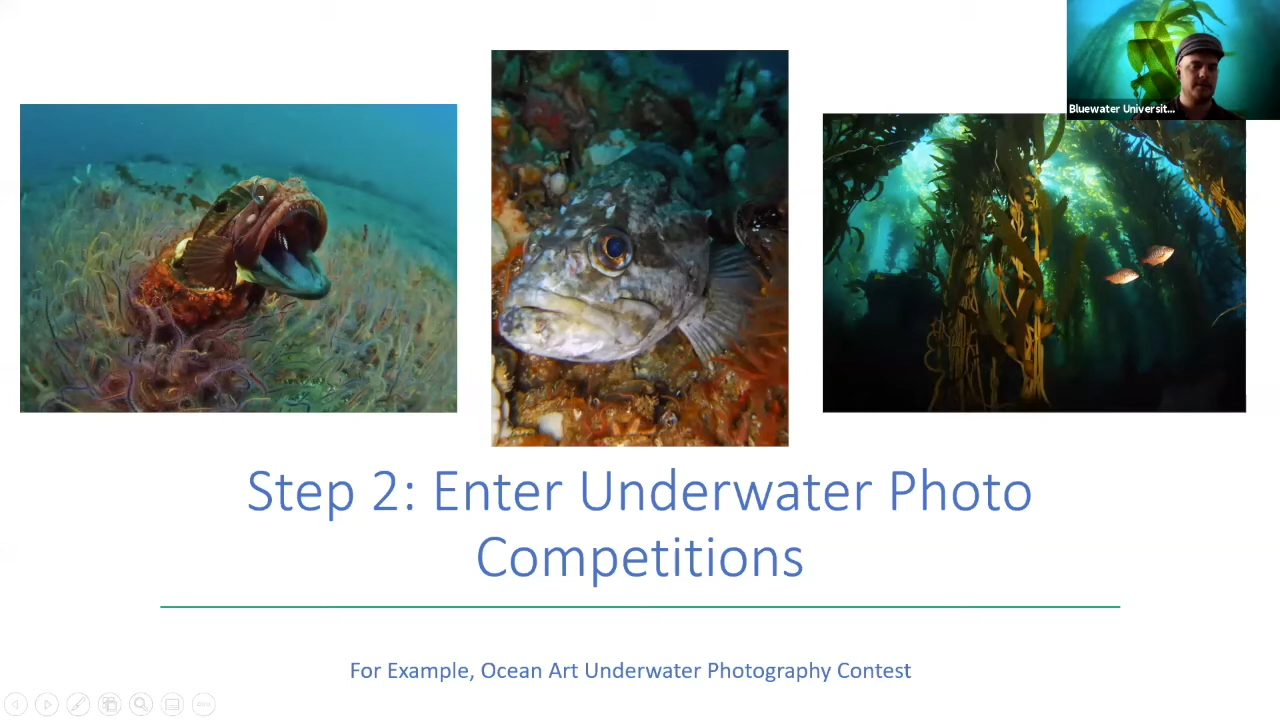 Bluewater Universit...
Step 2: Enter Underwater Photo
Competitions
For Example, Ocean Art Underwater Photography Contest